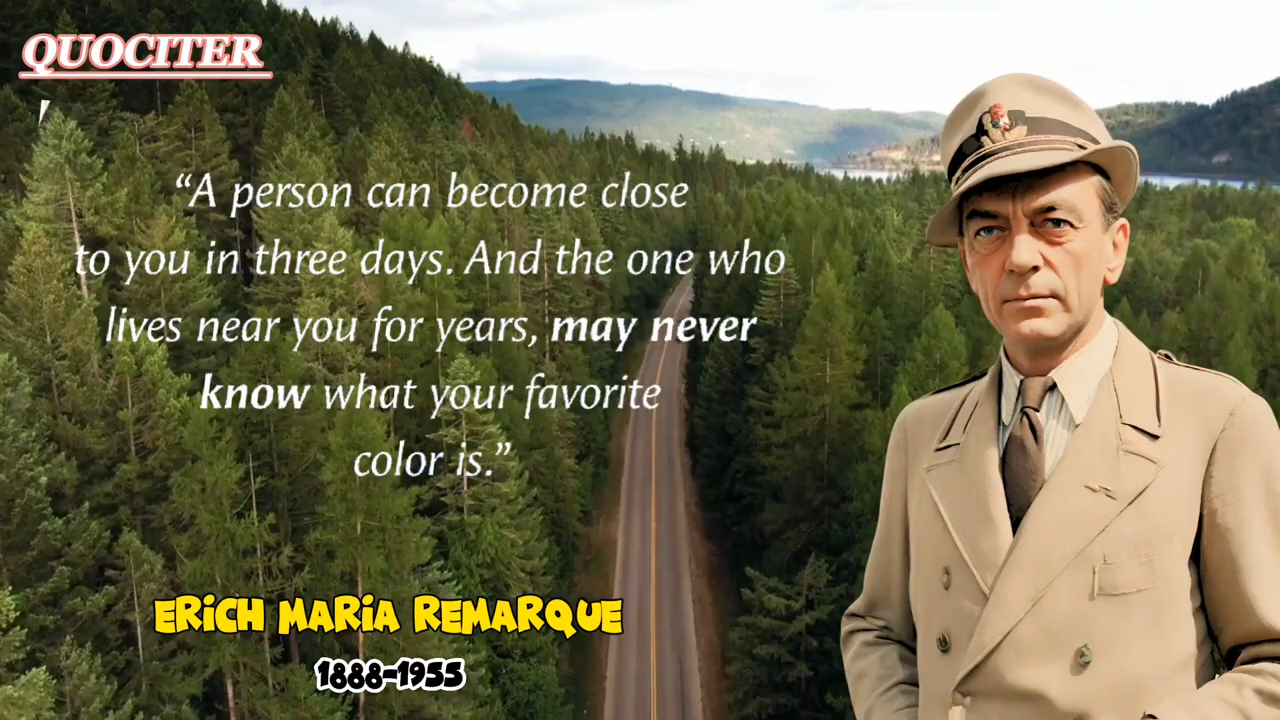 QUOCITER
“A person can become close
to you in three days. And the one who
lives near you for years, may never
know what your favorite
color is.”
ERICH MARIA REMARQUE
1888-1955